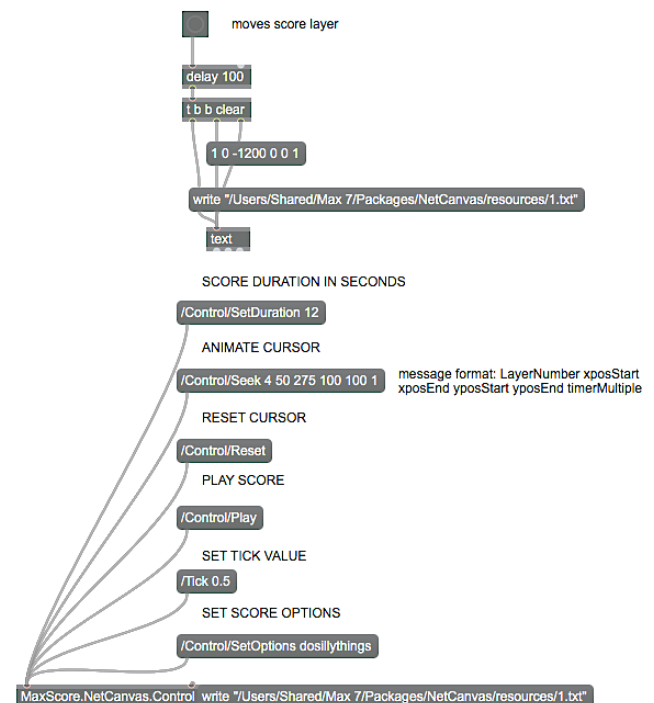 moves score layer
delay 100
t b b clear
1 0 -1200 0 0 1
write "/Users/Shared/Max 7/Packages/NetCanvas/resources/1.txt"
text
SCORE DURATION IN SECONDS
/Control/SetDuration 12
ANIMATE CURSOR
/Control/Seek 4 50 275 100 100 1
message format: LayerNumber xposStart
xposEnd yposStart yposEnd timerMultiple
RESET CURSOR
/Control/Reset
PLAY SCORE
/Control/Play
SET TICK VALUE
/Tick 0.5
SET SCORE OPTIONS
/Control/SetOptions dosillythings
MaxScore.NetCanvas.Control write "/Users/Shared/Max 7/Packages/NetCanvas/resources/1.txt"